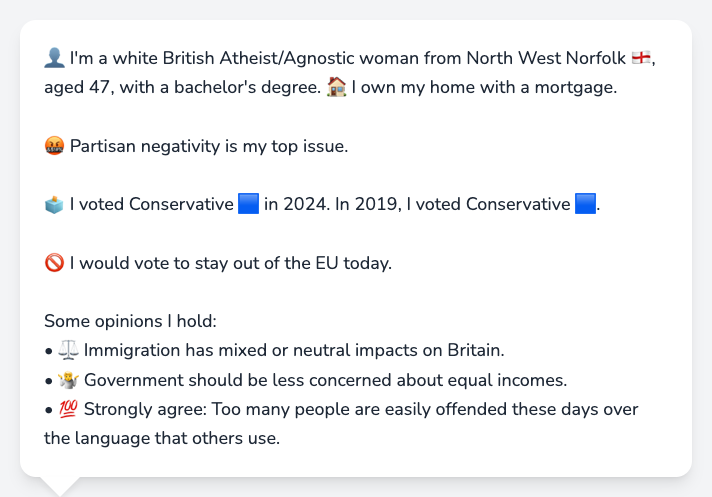 👤 I'm a white British Atheist/Agnostic woman from North West Norfolk 🏴󠁧󠁢󠁥󠁮󠁧󠁿,
aged 47, with a bachelor's degree. 🏠 I own my home with a mortgage.
🤬 Partisan negativity is my top issue.
🗳️ I voted Conservative 🟦 in 2024. In 2019, I voted Conservative 🟦.
🚫 I would vote to stay out of the EU today.
Some opinions I hold:
• ⚖️ Immigration has mixed or neutral impacts on Britain.
• 🤷 Government should be less concerned about equal incomes.
• 💯 Strongly agree: Too many people are easily offended these days over
the language that others use.